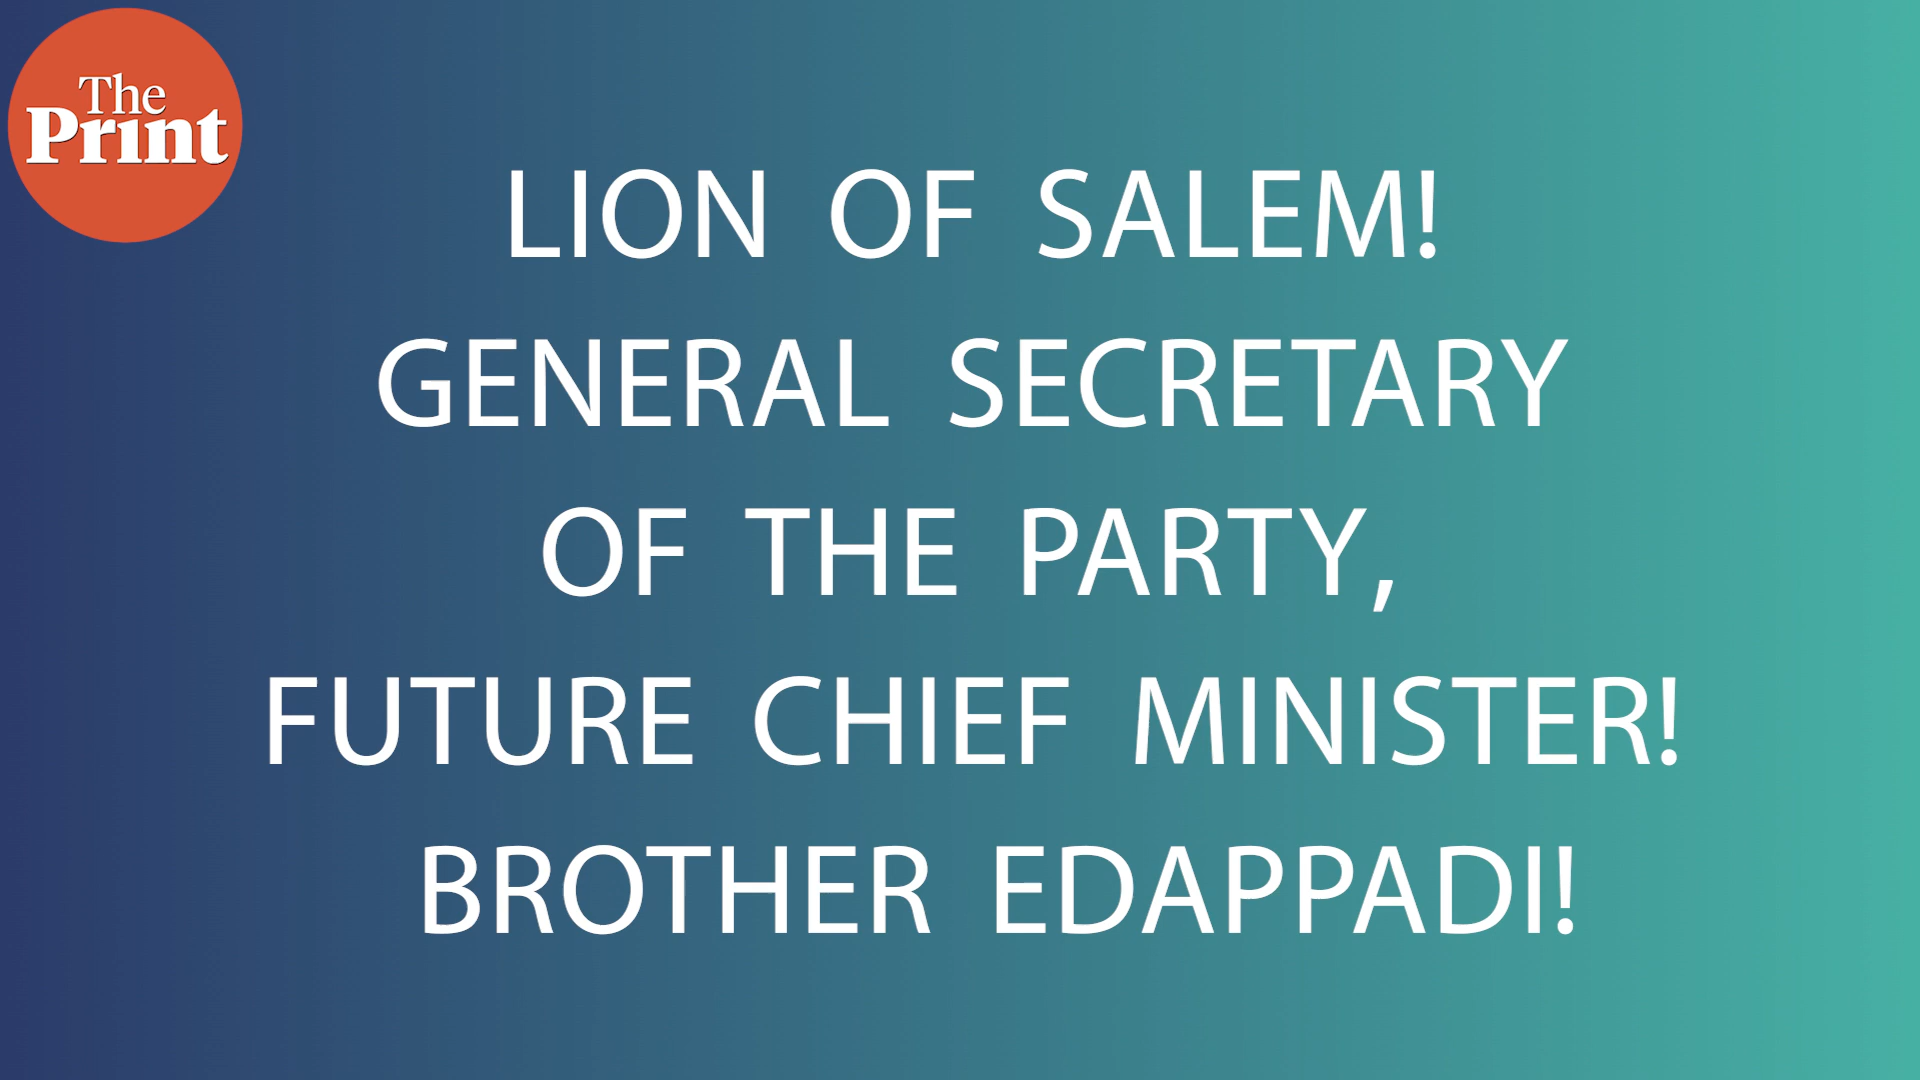 The
Print
LION OF SALEM!
GENERAL SECRETARY
OF THE PARTY,
FUTURE CHIEF MINISTER!
BROTHER EDAPPADI!